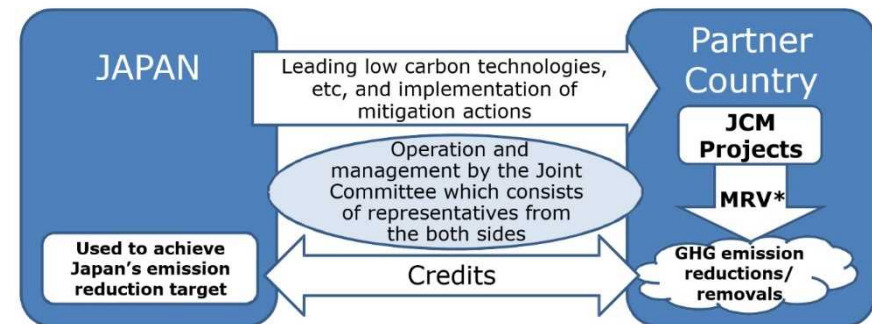 JAPAN
Leading low carbon technologies,
etc, and implementation of
mitigation actions
Partner
Country
JCM
Projects
Operation and
management by the Joint
Committee which consists
of representatives from
the both sides
MRV*
Used to achieve
Japan's emission
reduction target
Credits
GHG emission
reductions/
removals